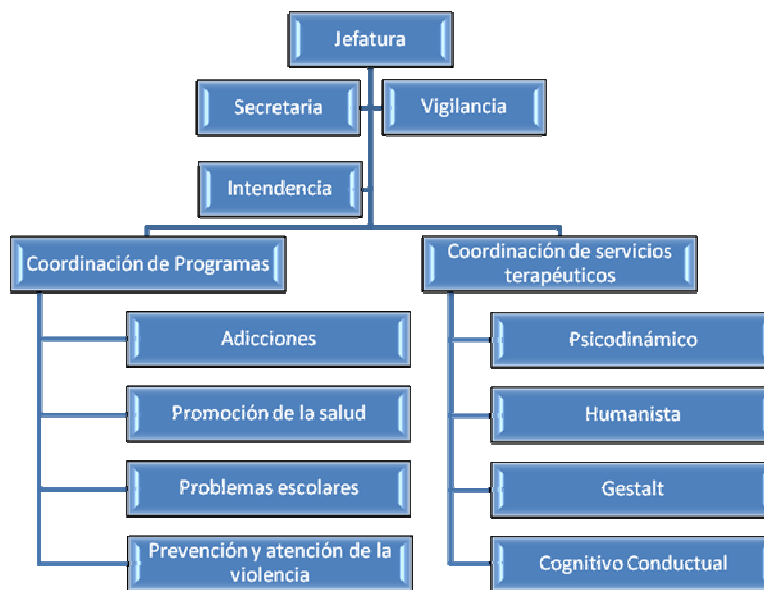 Jefatura
Secretaria
Vigilancia
Intendencia
Coordinación de Programas
Coordinación de servicios
terapéuticos
Adicciones
Promoción de la salud
Problemas escolares
Prevención y atención de la
violencia
Psicodinámico
Humanista
Gestalt
Cognitivo Conductual